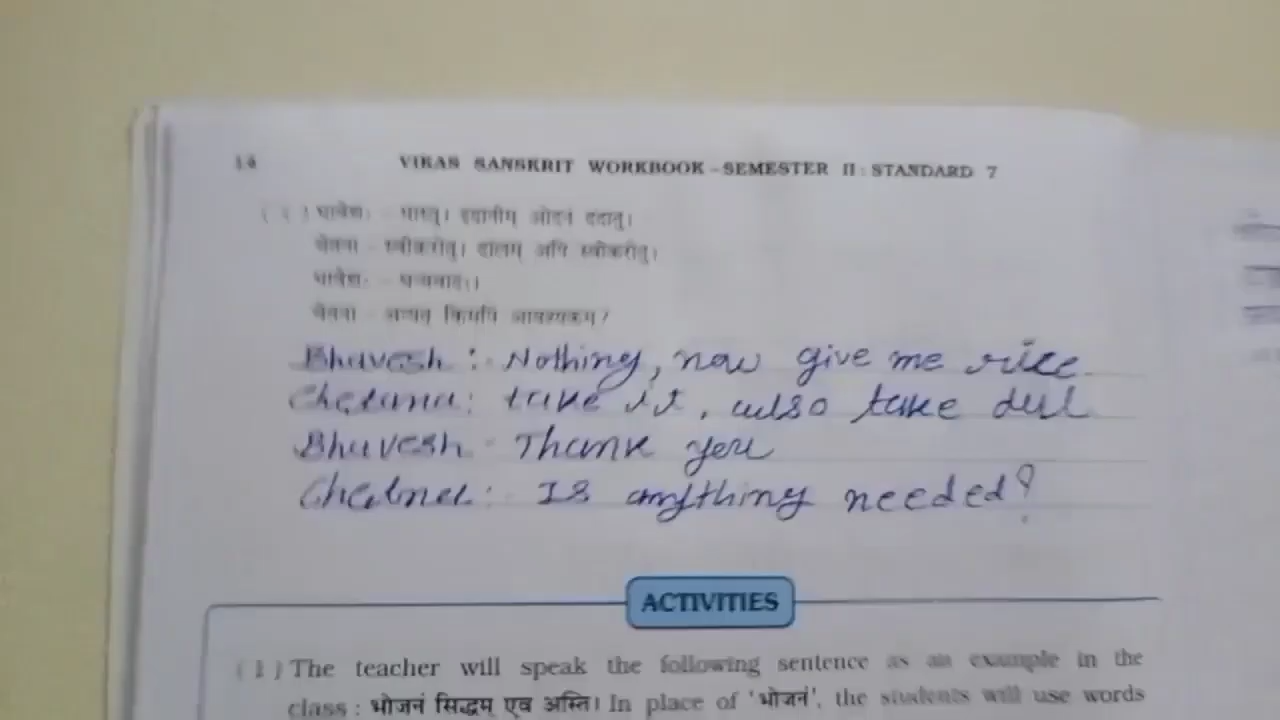 14 VIKAS SANSKRIT WORKBOOK – SEMESTER II : STANDARD 7
भावेशः – मास्तु। इदानीम् ओदनं ददातु।
चेतना – स्वीकरोतु। दालम् अपि स्वीकरोतु।
भावेशः – धन्यवादः।
चेतना – अन्यत् किमपि आवश्यकम्?
Bhavesh :- Nothing, now give me rice
Chetana: take it, also take dal
Bhavesh - Thank you
Chetna: Is anything needed?
ACTIVITIES
(1) The teacher will speak the following sentence as an example in the
class : भोजनं सिद्धम् एव अस्ति। In place of 'भोजनं', the students will use words